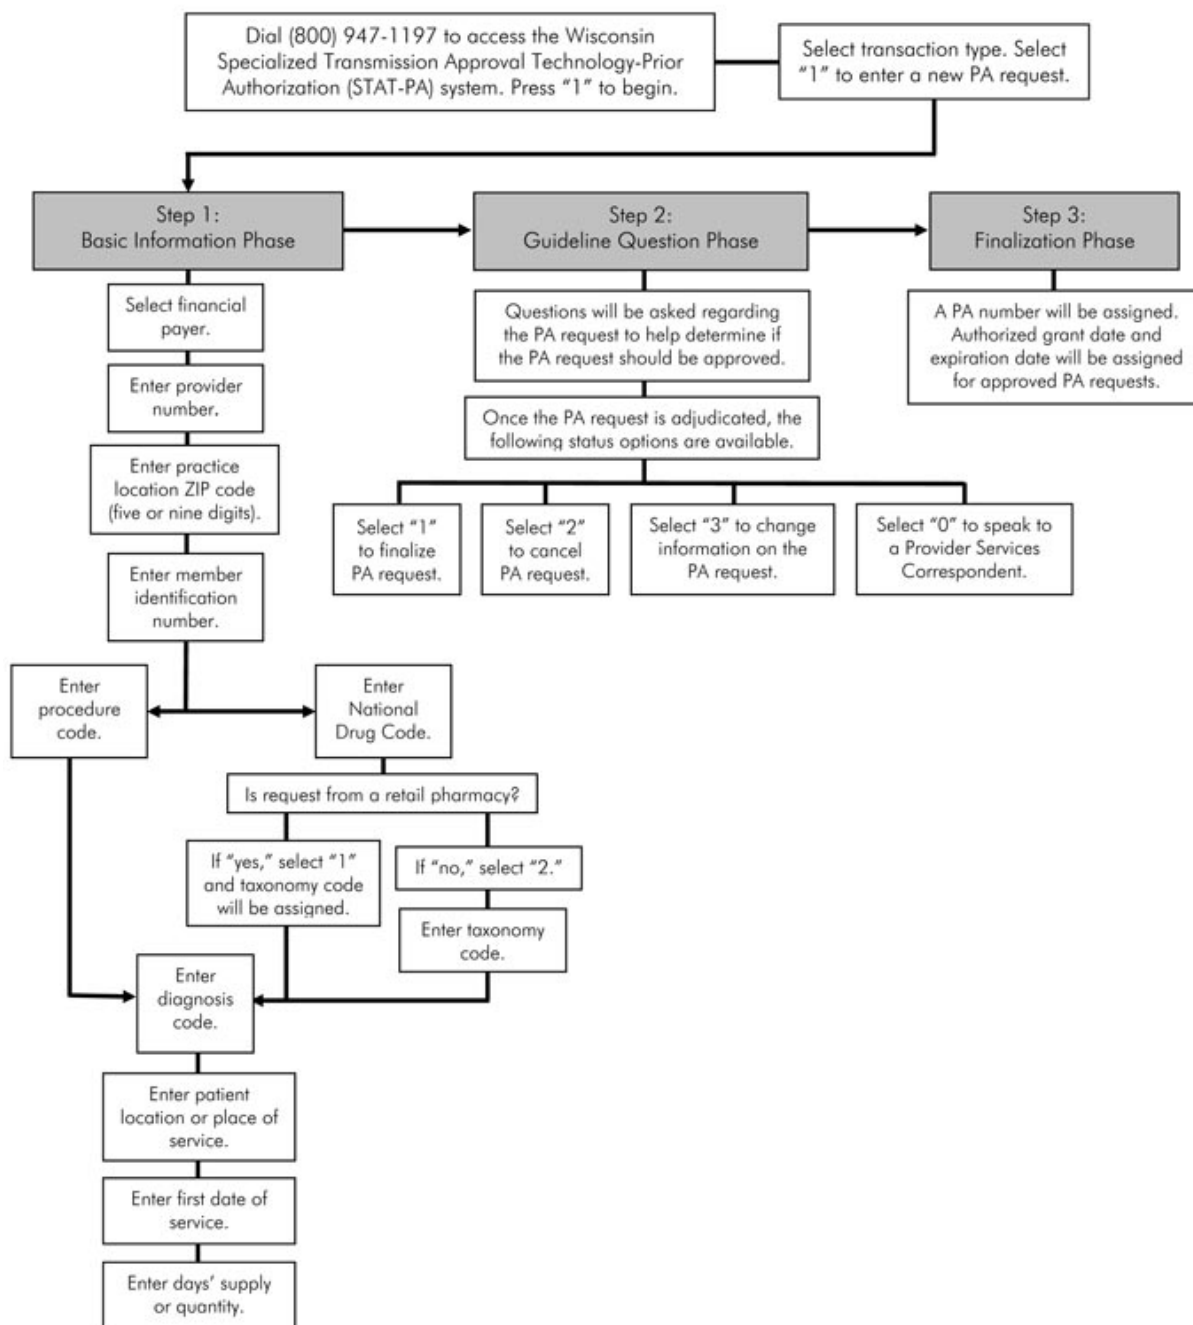 Dial (800) 947-1197 to access the Wisconsin
Specialized Transmission Approval Technology-Prior
Authorization (STAT-PA) system. Press “1” to begin.
Select transaction type. Select
“1” to enter a new PA request.
Step 1:
Basic Information Phase
Step 2:
Guideline Question Phase
Step 3:
Finalization Phase
Select financial
payer.
Enter provider
number.
Enter practice
location ZIP code
(five or nine digits).
Enter member
identification
number.
Questions will be asked regarding
the PA request to help determine if
the PA request should be approved.
Once the PA request is adjudicated, the
following status options are available.
Select “1”
to finalize
PA request.
Select “2”
to cancel
PA request.
Select “3” to change
information on the
PA request.
Select “0” to speak to
a Provider Services
Correspondent.
A PA number will be assigned.
Authorized grant date and
expiration date will be assigned
for approved PA requests.
Enter
procedure
code.
Enter
National
Drug Code.
Is request from a retail pharmacy?
If “yes,” select “1”
and taxonomy code
will be assigned.
If “no,” select “2.”
Enter taxonomy
code.
Enter
diagnosis
code.
Enter patient
location or place of
service.
Enter first date of
service.
Enter days’ supply
or quantity.